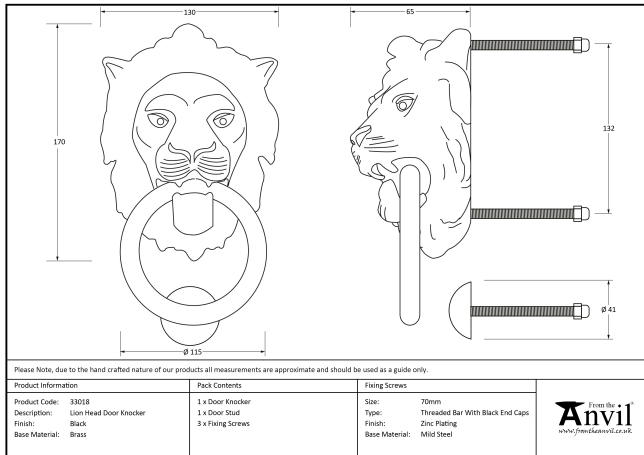 130
65
170
132
Ø 41
Ø 115
Please Note, due to the hand crafted nature of our products all measurements are approximate and should be used as a guide only.
Product Information
Product Code: 33018
Description: Lion Head Door Knocker
Finish: Black
Base Material: Brass
Pack Contents
1 x Door Knocker
1 x Door Stud
3 x Fixing Screws
Fixing Screws
Size: 70mm
Type: Threaded Bar With Black End Caps
Finish: Zinc Plating
Base Material: Mild Steel
From the
Anvil®
www.fromtheanvil.co.uk